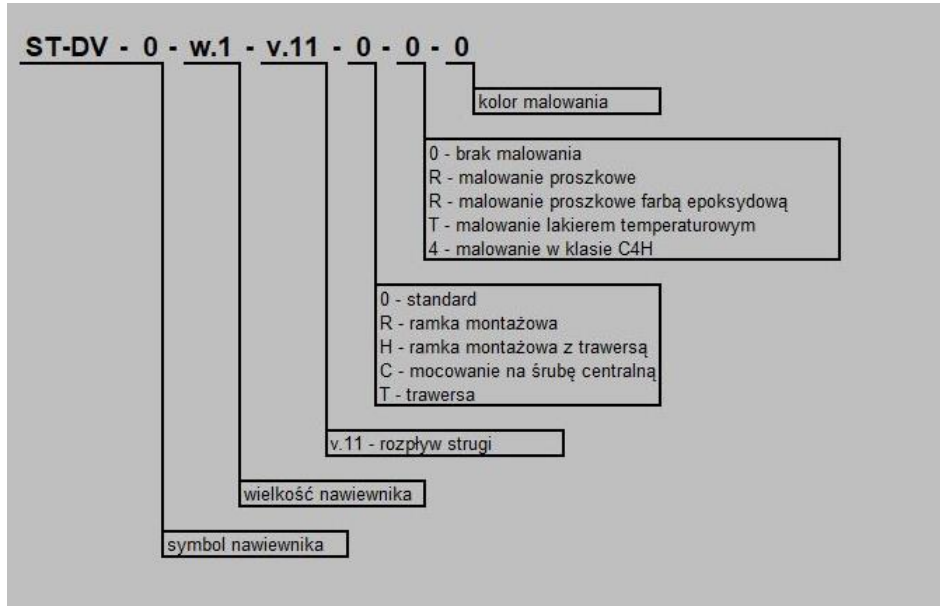 ST-DV - 0 - w.1 - v.11 - 0 - 0 - 0
kolor malowania
0 - brak malowania
R - malowanie proszkowe
R - malowanie proszkowe farbą epoksydową
T - malowanie lakierem temperaturowym
4 - malowanie w klasie C4H
0 - standard
R - ramka montażowa
H - ramka montażowa z trawersą
C - mocowanie na śrubę centralną
T - trawersa
v.11 - rozpływ strugi
wielkość nawiewnika
symbol nawiewnika